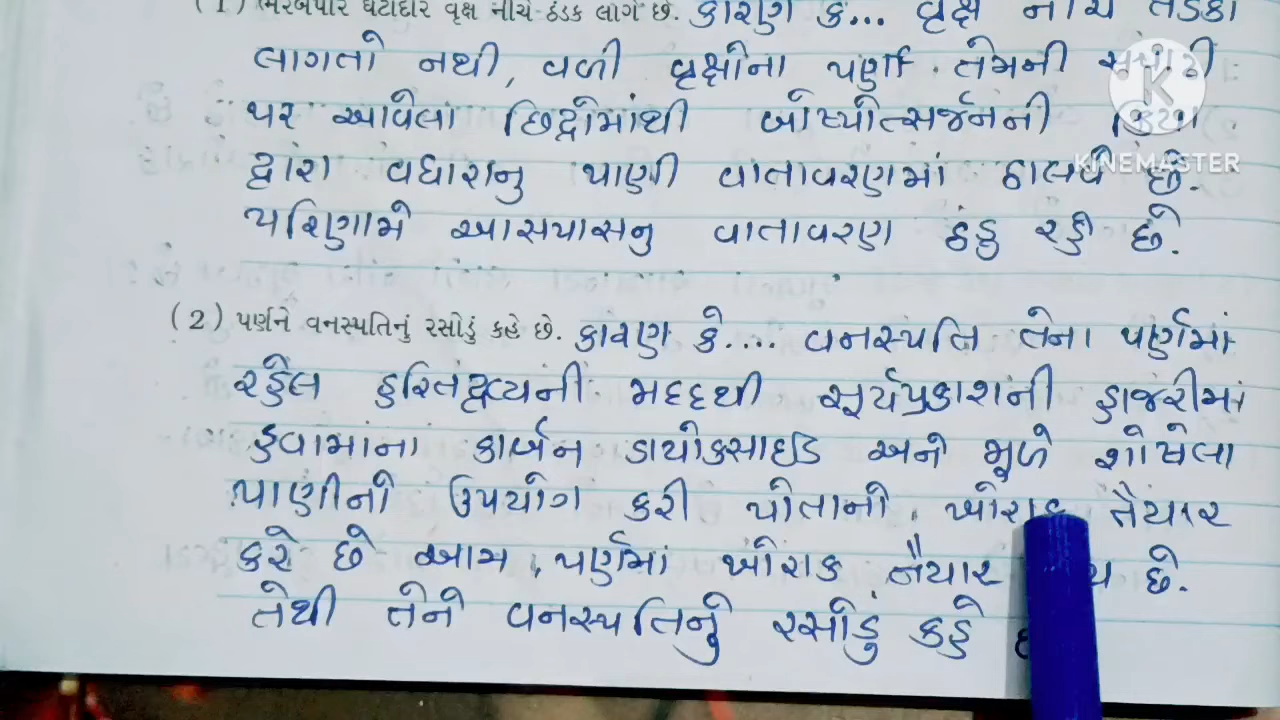 (1) ભરબપોરે ઘટાદાર વૃક્ષ નીચે ઠંડક લાગે છે. કારણ કે... વૃક્ષ નીચે તડકો
લાગતો નથી, વળી વૃક્ષોના પર્ણો તેમની સપાટી
પર આવેલા છિદ્રોમાંથી બાષ્પોત્સર્જનની ક્રિયા
દ્વારા વધારાનુ પાણી વાતાવરણમાં ઠાલવે છે.
પરિણામે આસપાસનુ વાતાવરણ ઠંડુ રહે છે.
(2) પર્ણને વનસ્પતિનું રસોડું કહે છે. કારણ કે.... વનસ્પતિ તેના પર્ણમાં
રહેલ હરિતદ્રવ્યની મદદથી સૂર્યપ્રકાશની હાજરીમાં
હવામાંના કાર્બન ડાયોક્સાઇડ અને મૂળે શોષેલા
પાણીનો ઉપયોગ કરી પોતાનો ખોરાક તૈયાર
કરે છે આમ, પર્ણમાં ખોરાક તૈયાર છે.
તેથી તેને વનસ્પતિનું રસોડું કહે
K
KINEMASTER